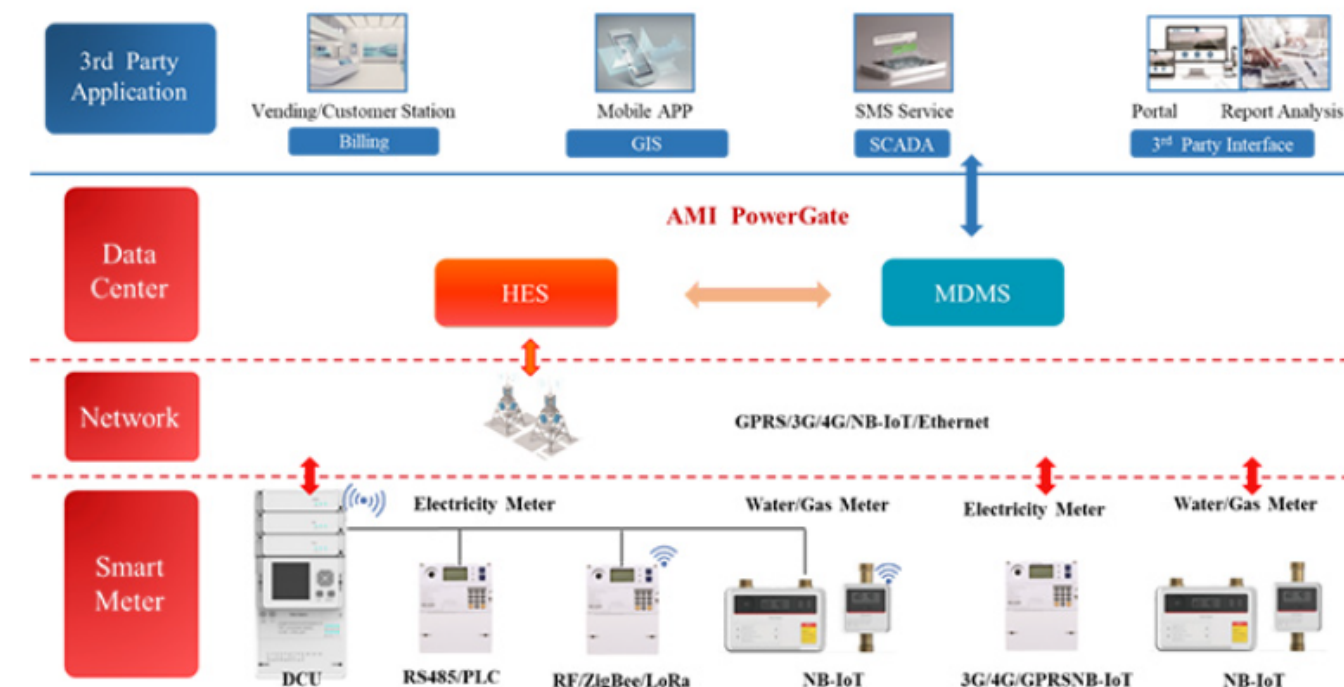 3rd Party
Application
Vending/Customer Station
Mobile APP
SMS Service
Portal
Report Analysis
Billing
GIS
SCADA
3rd Party Interface
AMI PowerGate
Data
Center
HES
MDMS
Network
GPRS/3G/4G/NB-IoT/Ethernet
Electricity Meter
Water/Gas Meter
Electricity Meter
Water/Gas Meter
Smart
Meter
DCU
RS485/PLC
RF/ZigBee/LoRa
NB-IoT
3G/4G/GPRSNB-IoT
NB-IoT